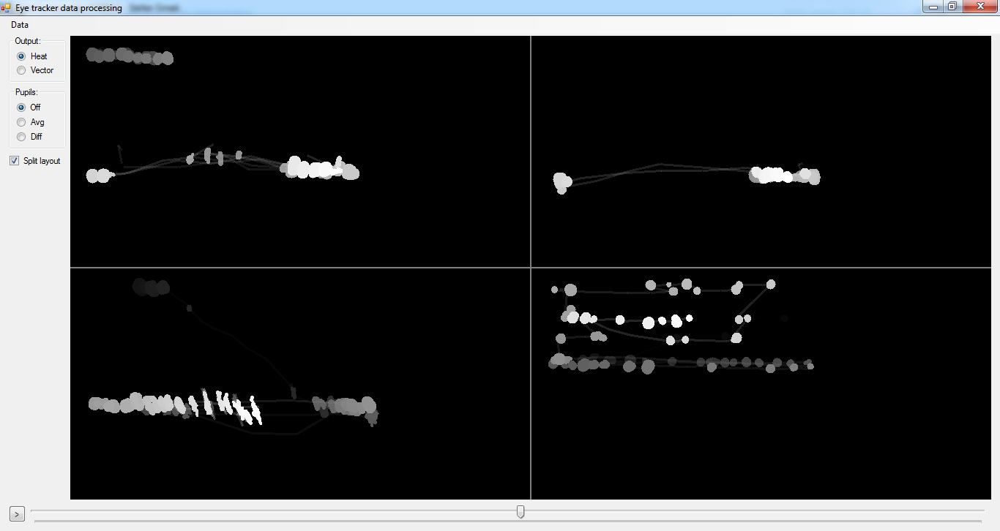 Eye tracker data processing
Data
Output:
Heat
Vector
Pupils:
Off
Avg
Diff
Split layout
>